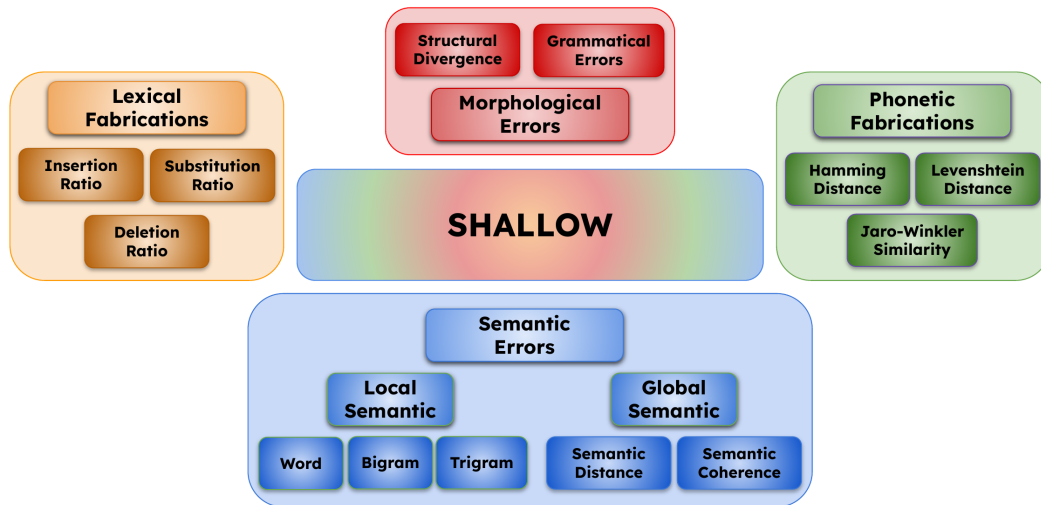 Structural
Divergence
Grammatical
Errors
Morphological
Errors
Lexical
Fabrications
Insertion
Ratio
Substitution
Ratio
Deletion
Ratio
Phonetic
Fabrications
Hamming
Distance
Levenshtein
Distance
Jaro-Winkler
Similarity
SHALLOW
Semantic
Errors
Local
Semantic
Global
Semantic
Word
Bigram
Trigram
Semantic
Distance
Semantic
Coherence